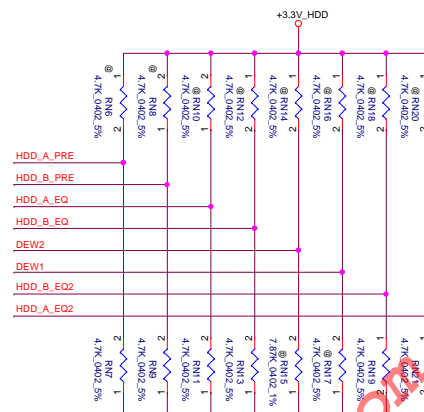 +3.3V_HDD
1 @ RN6 4.7K_0402_5% 2
2 @ RN8 4.7K_0402_5% 1
2 @ RN10 4.7K_0402_5% 1
2 @ RN12 4.7K_0402_5% 1
2 @ RN14 4.7K_0402_5% 1
1 @ RN16 4.7K_0402_5% 2
1 @ RN18 4.7K_0402_5% 2
@ RN20 4.7K_0402_5% 2
HDD_A_PRE
HDD_B_PRE
HDD_A_EQ
HDD_B_EQ
DEW2
DEW1
HDD_B_EQ2
HDD_A_EQ2
2 RN7 4.7K_0402_5% 1
2 RN9 4.7K_0402_5% 1
2 RN11 4.7K_0402_5% 1
2 RN13 4.7K_0402_5% 1
2 @ RN15 7.87K_0402_1% 1
2 @ RN17 4.7K_0402_5% 1
2 RN19 4.7K_0402_5% 1
RN21 4.7K_0402_5%